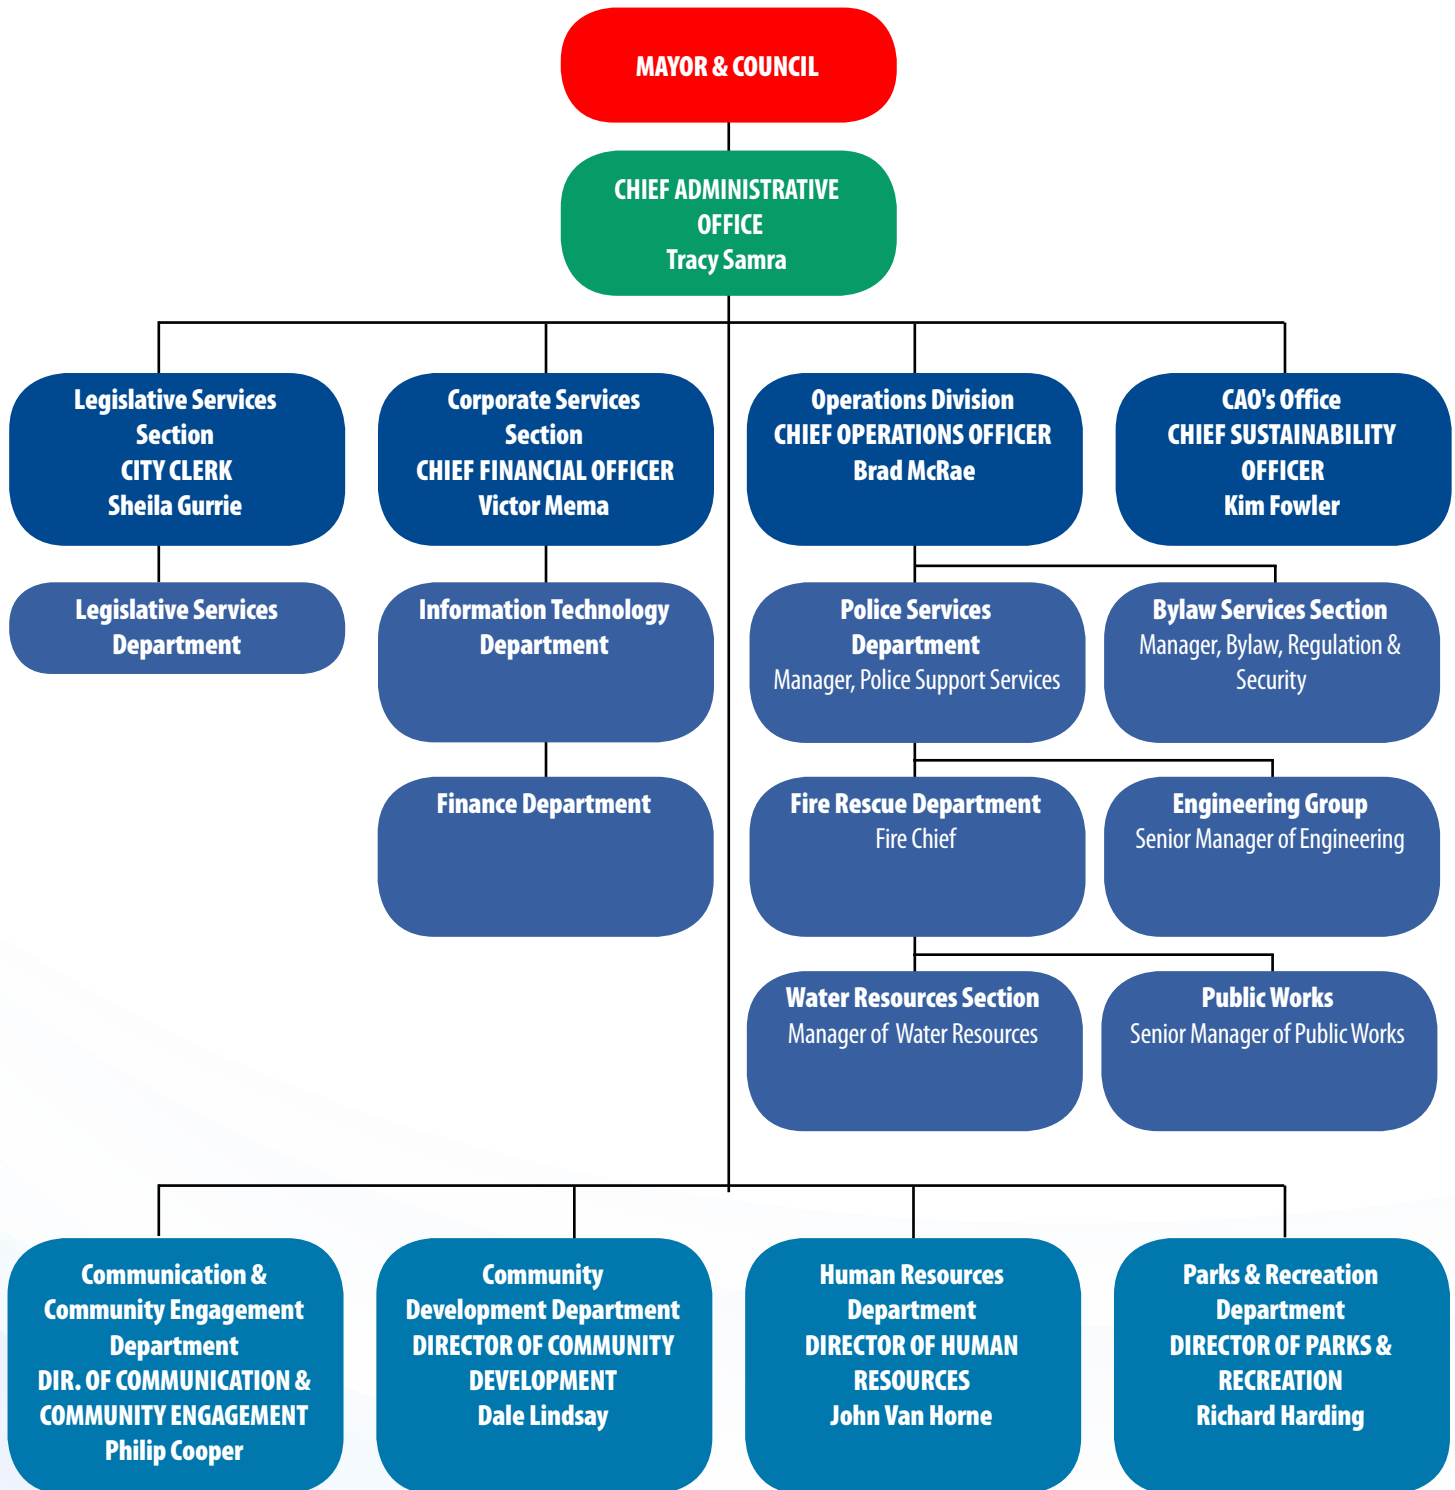 MAYOR & COUNCIL
CHIEF ADMINISTRATIVE
OFFICE
Tracy Samra
Legislative Services
Section
CITY CLERK
Sheila Gurrie
Corporate Services
Section
CHIEF FINANCIAL OFFICER
Victor Mema
Operations Division
CHIEF OPERATIONS OFFICER
Brad McRae
CAO's Office
CHIEF SUSTAINABILITY
OFFICER
Kim Fowler
Legislative Services
Department
Information Technology
Department
Police Services
Department
Manager, Police Support Services
Bylaw Services Section
Manager, Bylaw, Regulation &
Security
Finance Department
Fire Rescue Department
Fire Chief
Engineering Group
Senior Manager of Engineering
Water Resources Section
Manager of Water Resources
Public Works
Senior Manager of Public Works
Communication &
Community Engagement
Department
DIR. OF COMMUNICATION &
COMMUNITY ENGAGEMENT
Philip Cooper
Community
Development Department
DIRECTOR OF COMMUNITY
DEVELOPMENT
Dale Lindsay
Human Resources
Department
DIRECTOR OF HUMAN
RESOURCES
John Van Horne
Parks & Recreation
Department
DIRECTOR OF PARKS &
RECREATION
Richard Harding